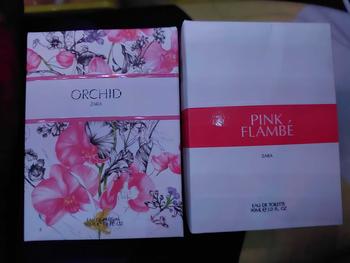 ORCHID
ZARA
PINK
FLAMBÉ
ZARA
EAU DE TOILETTE